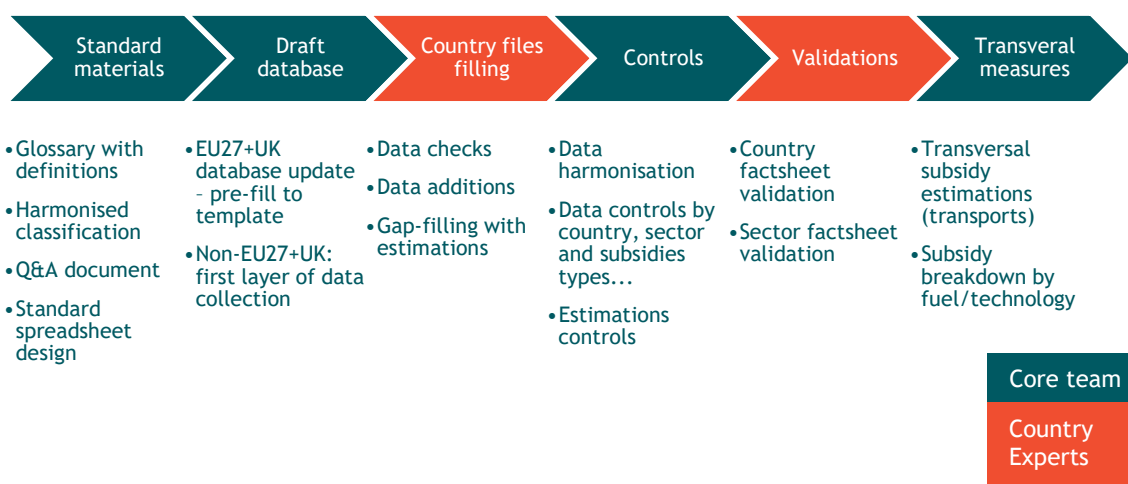 Standard
materials
Draft
database
Country files
filling
Controls
Validations
Transveral
measures
•Glossary with
definitions
•Harmonised
classification
•Q&A document
•Standard
spreadsheet
design
•EU27+UK
database update
– pre-fill to
template
•Non-EU27+UK:
first layer of data
collection
•Data checks
•Data additions
•Gap-filling with
estimations
•Data
harmonisation
•Data controls by
country, sector
and subsidies
types...
•Estimations
controls
•Country
factsheet
validation
•Sector factsheet
validation
•Transversal
subsidy
estimations
(transports)
•Subsidy
breakdown by
fuel/technology
Core team
Country
Experts